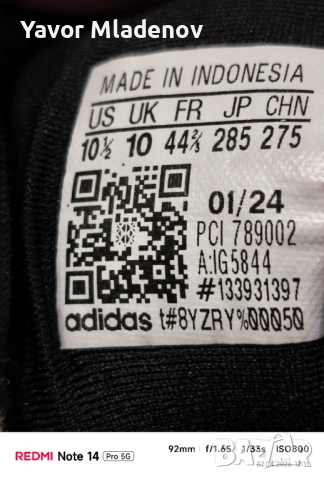 Yavor Mladenov
MADE IN INDONESIA
US UK FR JP CHN
10½ 10 44⅔ 285 275
01/24
PCI 789002
A:IG5844
#133931397
adidas t#8YZRY%00050
REDMI Note 14 Pro 5G
92mm f/1.65 1/33s ISO800
BAZAR